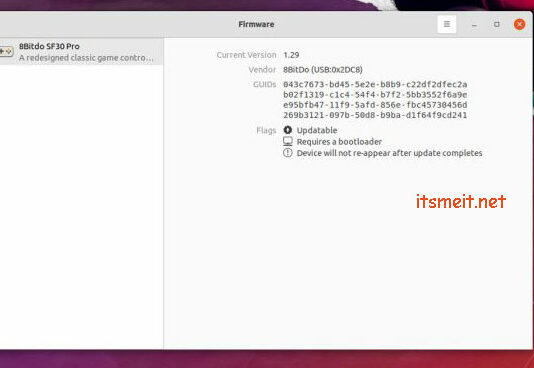 Firmware
8Bitdo SF30 Pro
A redesigned classic game contro...
Current Version 1.29
Vendor 8BitDo (USB:0x2DC8)
GUIDs 043c7673-bd45-5e2e-b8b9-c22df2dfec2a
b02f1319-c1c4-54f4-b7f2-5bb3552f6a9e
e95bfb47-11f9-5afd-856e-fbc45730456d
269b3121-097b-50d8-b9ba-d1f64f9cd241
Flags Updatable
Requires a bootloader
Device will not re-appear after update completes
itsmeit.net